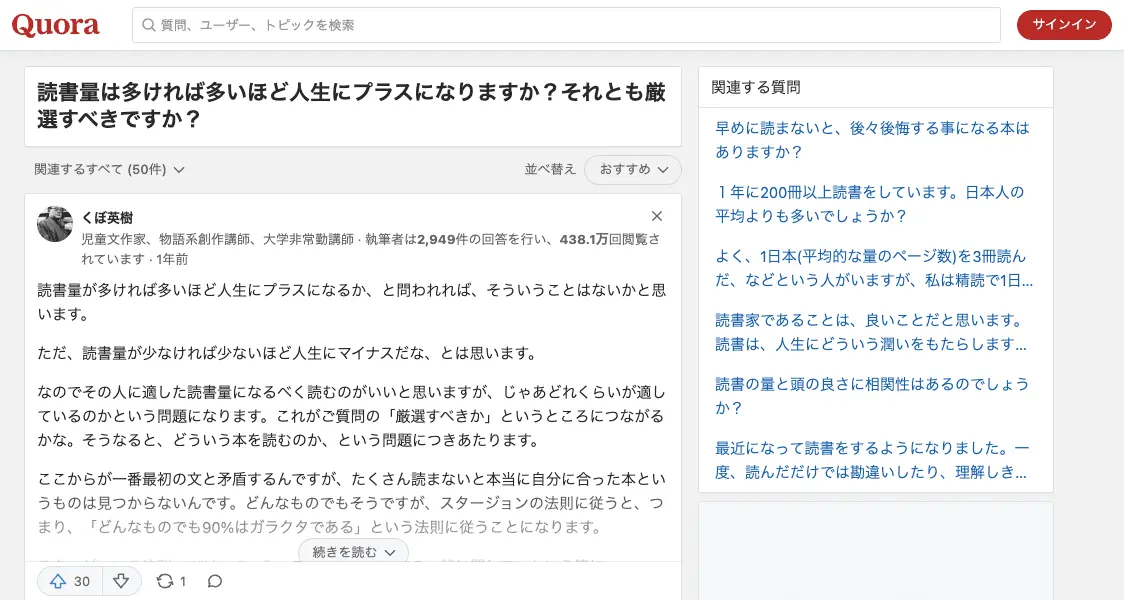 Quora
質問、ユーザー、トピックを検索
サインイン
読書量は多ければ多いほど人生にプラスになりますか？それとも厳
選すべきですか？
関連するすべて (50件)
並べ替え
おすすめ
くぼ英樹
児童文作家、物語系創作講師、大学非常勤講師 · 執筆者は2,949件の回答を行い、438.1万回閲覧さ
れています · 1年前
読書量が多ければ多いほど人生にプラスになるか、と問われれば、そういうことはないかと思
います。
ただ、読書量が少なければ少ないほど人生にマイナスだな、とは思います。
なのでその人に適した読書量になるべく読むのがいいと思いますが、じゃあどれくらいが適し
ているのかという問題になります。これがご質問の「厳選すべきか」というところにつながる
かな。そうなると、どういう本を読むのか、という問題につきあたります。
ここからが一番最初の文と矛盾するんですが、たくさん読まないと本当に自分に合った本とい
うものは見つからないんです。どんなものでもそうですが、スタージョンの法則に従うと、つ
まり、「どんなものでも90%はガラクタである」という法則に従うことになります。
続きを読む
30
1
関連する質問
早めに読まないと、後々後悔する事になる本は
ありますか？
１年に200冊以上読書をしています。日本人の
平均よりも多いでしょうか？
よく、1日本(平均的な量のページ数)を3冊読ん
だ、などという人がいますが、私は精読で1日...
読書家であることは、良いことだと思います。
読書は、人生にどういう潤いをもたらします...
読書の量と頭の良さに相関性はあるのでしょう
か？
最近になって読書をするようになりました。一
度、読んだだけでは勘違いしたり、理解しき...